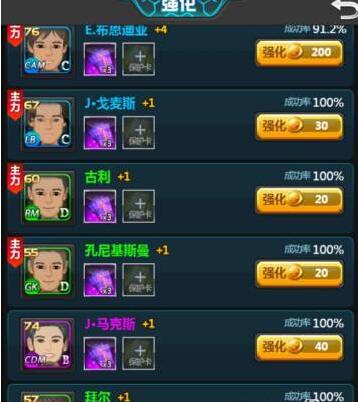 强化
主力 76 E.布恩迪亚 +4 成功率 91.2%
CAM C x3 保护卡 强化 200
主力 67 J·戈麦斯 +1 成功率 100%
LB C x3 保护卡 强化 30
主力 60 古利 +1 成功率 100%
RM D x3 保护卡 强化 20
主力 55 孔尼基斯曼 +1 成功率 100%
GK D x3 保护卡 强化 20
74 J·马克斯 +1 成功率 100%
CDM B x3 保护卡 强化 40
57 拜尔 +1 成功率 100%